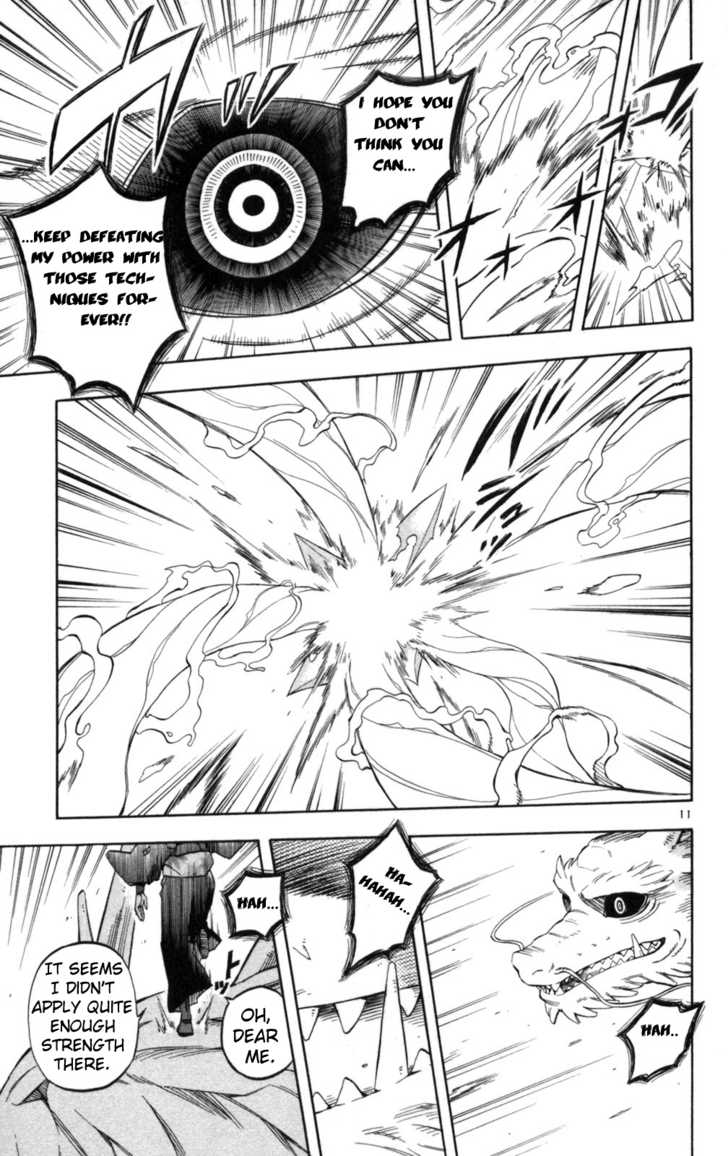 I HOPE YOU
DON'T
THINK YOU
CAN...
...KEEP DEFEATING
MY POWER WITH
THOSE TECH-
NIQUES FOR-
EVER!!
11
HAH..
HA-
HAHAH...
HAH...
OH,
DEAR
ME.
IT SEEMS
I DIDN'T
APPLY QUITE
ENOUGH
STRENGTH
THERE.